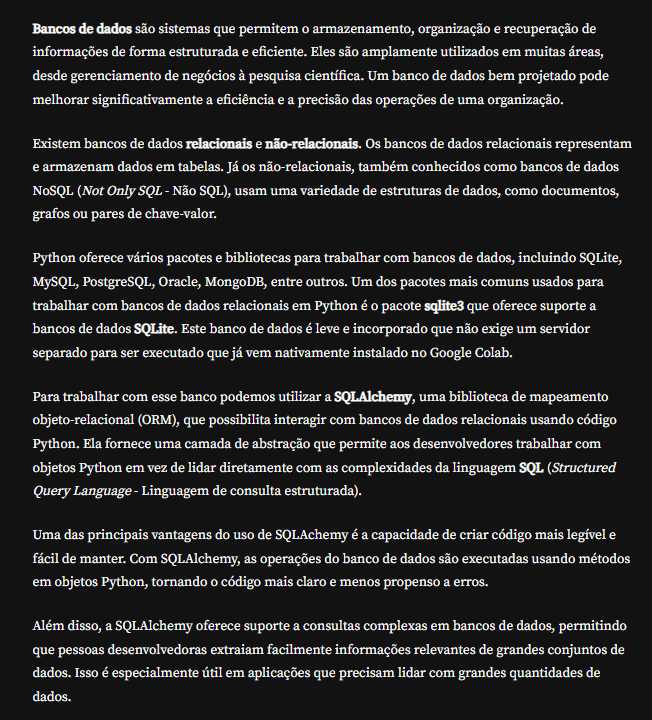 Bancos de dados são sistemas que permitem o armazenamento, organização e recuperação de
informações de forma estruturada e eficiente. Eles são amplamente utilizados em muitas áreas,
desde gerenciamento de negócios à pesquisa científica. Um banco de dados bem projetado pode
melhorar significativamente a eficiência e a precisão das operações de uma organização.
Existem bancos de dados relacionais e não-relacionais. Os bancos de dados relacionais representam
e armazenam dados em tabelas. Já os não-relacionais, também conhecidos como bancos de dados
NoSQL (Not Only SQL - Não SQL), usam uma variedade de estruturas de dados, como documentos,
grafos ou pares de chave-valor.
Python oferece vários pacotes e bibliotecas para trabalhar com bancos de dados, incluindo SQLite,
MySQL, PostgreSQL, Oracle, MongoDB, entre outros. Um dos pacotes mais comuns usados para
trabalhar com bancos de dados relacionais em Python é o pacote sqlite3 que oferece suporte a
bancos de dados SQLite. Este banco de dados é leve e incorporado que não exige um servidor
separado para ser executado que já vem nativamente instalado no Google Colab.
Para trabalhar com esse banco podemos utilizar a SQLAlchemy, uma biblioteca de mapeamento
objeto-relacional (ORM), que possibilita interagir com bancos de dados relacionais usando código
Python. Ela fornece uma camada de abstração que permite aos desenvolvedores trabalhar com
objetos Python em vez de lidar diretamente com as complexidades da linguagem SQL (Structured
Query Language - Linguagem de consulta estruturada).
Uma das principais vantagens do uso de SQLAchemy é a capacidade de criar código mais legível e
fácil de manter. Com SQLAlchemy, as operações do banco de dados são executadas usando métodos
em objetos Python, tornando o código mais claro e menos propenso a erros.
Além disso, a SQLAlchemy oferece suporte a consultas complexas em bancos de dados, permitindo
que pessoas desenvolvedoras extraiam facilmente informações relevantes de grandes conjuntos de
dados. Isso é especialmente útil em aplicações que precisam lidar com grandes quantidades de
dados.